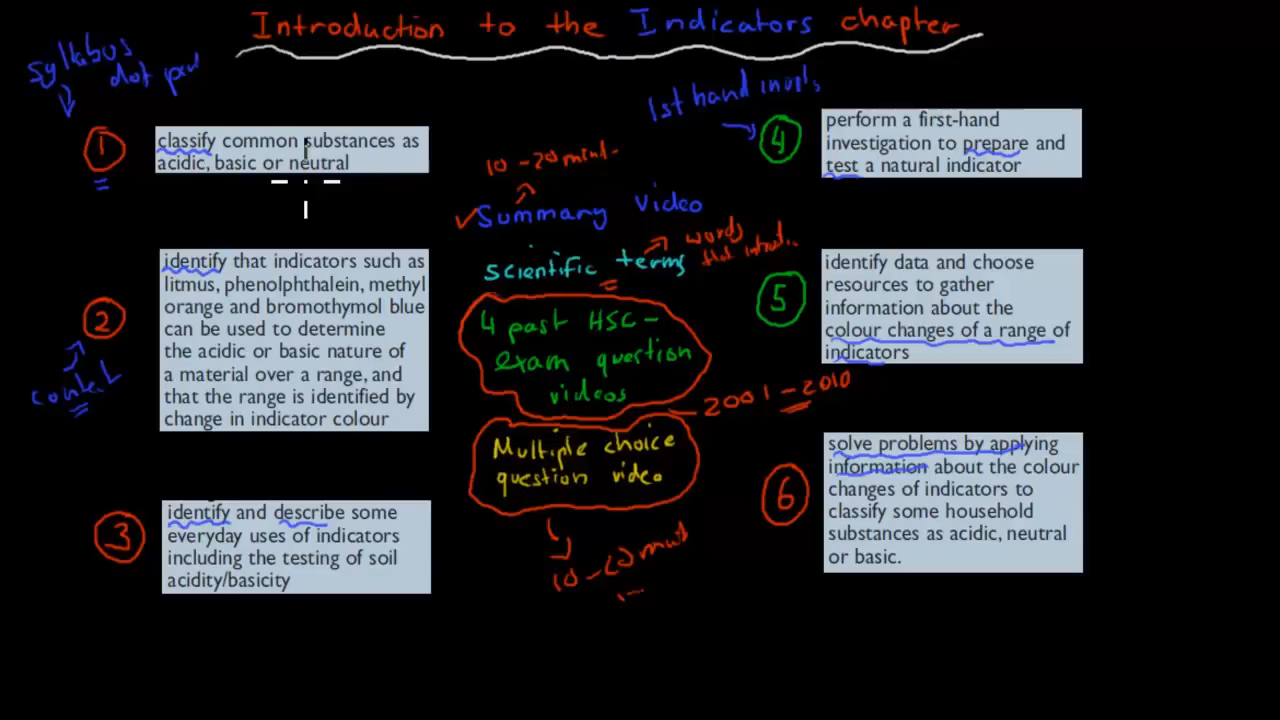 Introduction to the Indicators chapter
syllabus
dot
1
classify common substances as
acidic, basic or neutral
2
identify that indicators such as
litmus, phenolphthalein, methyl
orange and bromothymol blue
can be used to determine
the acidic or basic nature of
a material over a range, and
that the range is identified by
change in indicator colour
3
identify and describe some
everyday uses of indicators
including the testing of soil
acidity/basicity
10 - 20 mint.
Summary video
scientific terms
words
that
4 past HSC -
exam question
videos
2001 - 2010
Multiple choice
question video
10 - 20
1st hand
4
perform a first-hand
investigation to prepare and
test a natural indicator
5
identify data and choose
resources to gather
information about the
colour changes of a range of
indicators
6
solve problems by applying
information about the colour
changes of indicators to
classify some household
substances as acidic, neutral
or basic.